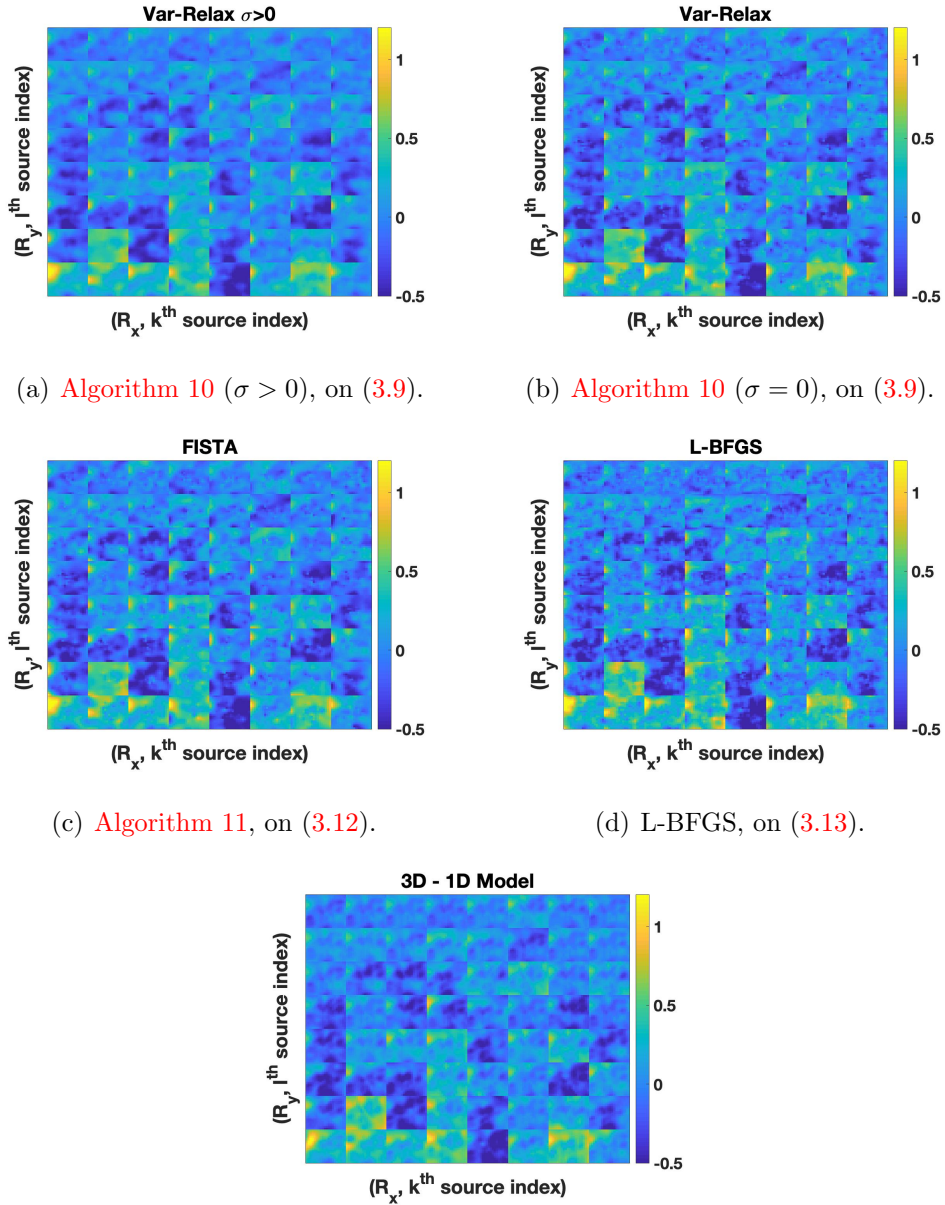 Var-Relax σ>0
(R_y, l^th source index)
1
0.5
0
-0.5
(R_x, k^th source index)
(a) Algorithm 10 (σ > 0), on (3.9).
Var-Relax
(R_y, l^th source index)
1
0.5
0
-0.5
(R_x, k^th source index)
(b) Algorithm 10 (σ = 0), on (3.9).
FISTA
(R_y, l^th source index)
1
0.5
0
-0.5
(R_x, k^th source index)
(c) Algorithm 11, on (3.12).
L-BFGS
(R_y, l^th source index)
1
0.5
0
-0.5
(R_x, k^th source index)
(d) L-BFGS, on (3.13).
3D - 1D Model
(R_y, l^th source index)
1
0.5
0
-0.5
(R_x, k^th source index)